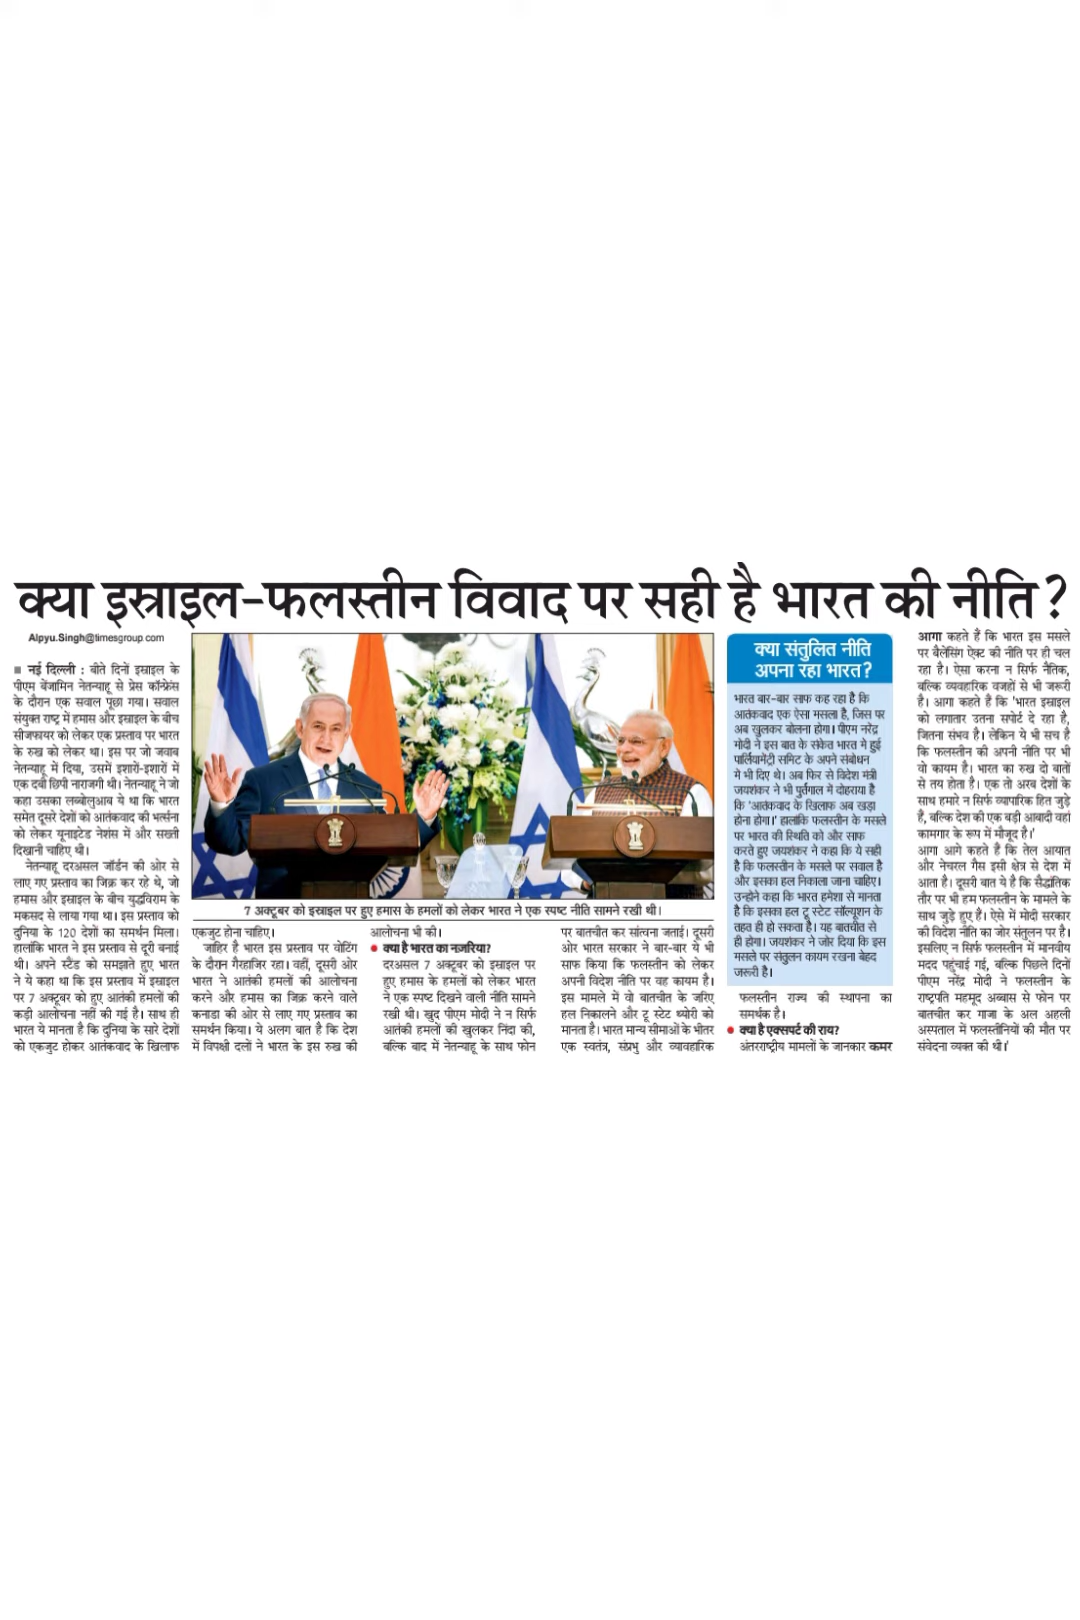 क्या इस्राइल-फलस्तीन विवाद पर सही है भारत की नीति?
Alpyu.Singh@timesgroup.com
■ नई दिल्ली : बीते दिनों इस्राइल के
पीएम बेंजामिन नेतन्याहू से प्रेस कॉन्फ्रेंस
के दौरान एक सवाल पूछा गया। सवाल
संयुक्त राष्ट्र में हमास और इस्राइल के बीच
सीजफायर को लेकर एक प्रस्ताव पर भारत
के रुख को लेकर था। इस पर जो जवाब
नेतन्याहू में दिया, उसमें इशारों-इशारों में
एक दबी छिपी नाराजगी थी। नेतन्याहू ने जो
कहा उसका लब्बोलुआब ये था कि भारत
समेत दूसरे देशों को आतंकवाद की भर्त्सना
को लेकर यूनाइटेड नेशंस में और सख्ती
दिखानी चाहिए थी।
नेतन्याहू दरअसल जॉर्डन की ओर से
लाए गए प्रस्ताव का जिक्र कर रहे थे, जो
हमास और इस्राइल के बीच युद्धविराम के
मकसद से लाया गया था। इस प्रस्ताव को
दुनिया के 120 देशों का समर्थन मिला।
हालांकि भारत ने इस प्रस्ताव से दूरी बनाई
थी। अपने स्टैंड को समझाते हुए भारत
ने ये कहा था कि इस प्रस्ताव में इस्राइल
पर 7 अक्टूबर को हुए आतंकी हमलों की
कड़ी आलोचना नहीं की गई है। साथ ही
भारत ये मानता है कि दुनिया के सारे देशों
को एकजुट होकर आतंकवाद के खिलाफ
7 अक्टूबर को इस्राइल पर हुए हमास के हमलों को लेकर भारत ने एक स्पष्ट नीति सामने रखी थी।
एकजुट होना चाहिए।
जाहिर है भारत इस प्रस्ताव पर वोटिंग
के दौरान गैरहाजिर रहा। वहीं, दूसरी ओर
भारत ने आतंकी हमलों की आलोचना
करने और हमास का जिक्र करने वाले
कनाडा की ओर से लाए गए प्रस्ताव का
समर्थन किया। ये अलग बात है कि देश
में विपक्षी दलों ने भारत के इस रुख की
आलोचना भी की।
● क्या है भारत का नजरिया?
दरअसल 7 अक्टूबर को इस्राइल पर
हुए हमास के हमलों को लेकर भारत
ने एक स्पष्ट दिखने वाली नीति सामने
रखी थी। खुद पीएम मोदी ने न सिर्फ
आतंकी हमलों की खुलकर निंदा की,
बल्कि बाद में नेतन्याहू के साथ फोन
पर बातचीत कर सांत्वना जताई। दूसरी
ओर भारत सरकार ने बार-बार ये भी
साफ किया कि फलस्तीन को लेकर
अपनी विदेश नीति पर वह कायम है।
इस मामले में वो बातचीत के जरिए
हल निकालने और टू स्टेट थ्योरी को
मानता है। भारत मान्य सीमाओं के भीतर
एक स्वतंत्र, संप्रभु और व्यावहारिक
क्या संतुलित नीति
अपना रहा भारत?
भारत बार-बार साफ कह रहा है कि
आतंकवाद एक ऐसा मसला है, जिस पर
अब खुलकर बोलना होगा। पीएम नरेंद्र
मोदी ने इस बात के संकेत भारत मे हुई
पार्लियामेंट्री समिट के अपने संबोधन
में भी दिए थे। अब फिर से विदेश मंत्री
जयशंकर ने भी पुर्तगाल में दोहराया है
कि 'आतंकवाद के खिलाफ अब खड़ा
होना होगा।' हालांकि फलस्तीन के मसले
पर भारत की स्थिति को और साफ
करते हुए जयशंकर ने कहा कि ये सही
है कि फलस्तीन के मसले पर सवाल है
और इसका हल निकाला जाना चाहिए।
उन्होंने कहा कि भारत हमेशा से मानता
है कि इसका हल टू स्टेट सॉल्यूशन के
तहत ही हो सकता है। यह बातचीत से
ही होगा। जयशंकर ने जोर दिया कि इस
मसले पर संतुलन कायम रखना बेहद
जरूरी है।
फलस्तीन राज्य की स्थापना का
समर्थक है।
● क्या है एक्सपर्ट की राय?
अंतरराष्ट्रीय मामलों के जानकार कमर
आगा कहते हैं कि भारत इस मसले
पर बैलेंसिंग ऐक्ट की नीति पर ही चल
रहा है। ऐसा करना न सिर्फ नैतिक,
बल्कि व्यवहारिक वजहों से भी जरूरी
है। आगा कहते हैं कि 'भारत इस्राइल
को लगातार उतना सपोर्ट दे रहा है,
जितना संभव है। लेकिन ये भी सच है
कि फलस्तीन की अपनी नीति पर भी
वो कायम है। भारत का रुख दो बातों
से तय होता है। एक तो अरब देशों के
साथ हमारे न सिर्फ व्यापारिक हित जुड़े
हैं, बल्कि देश की एक बड़ी आबादी वहां
कामगार के रूप में मौजूद है।'
आगा आगे कहते हैं कि तेल आयात
और नेचरल गैस इसी क्षेत्र से देश में
आता है। दूसरी बात ये है कि सैद्धांतिक
तौर पर भी हम फलस्तीन के मामले के
साथ जुड़े हुए हैं। ऐसे में मोदी सरकार
की विदेश नीति का जोर संतुलन पर है।
इसलिए न सिर्फ फलस्तीन में मानवीय
मदद पहुंचाई गई, बल्कि पिछले दिनों
पीएम नरेंद्र मोदी ने फलस्तीन के
राष्ट्रपति महमूद अब्बास से फोन पर
बातचीत कर गाजा के अल अहली
अस्पताल में फलस्तीनियों की मौत पर
संवेदना व्यक्त की थी।'